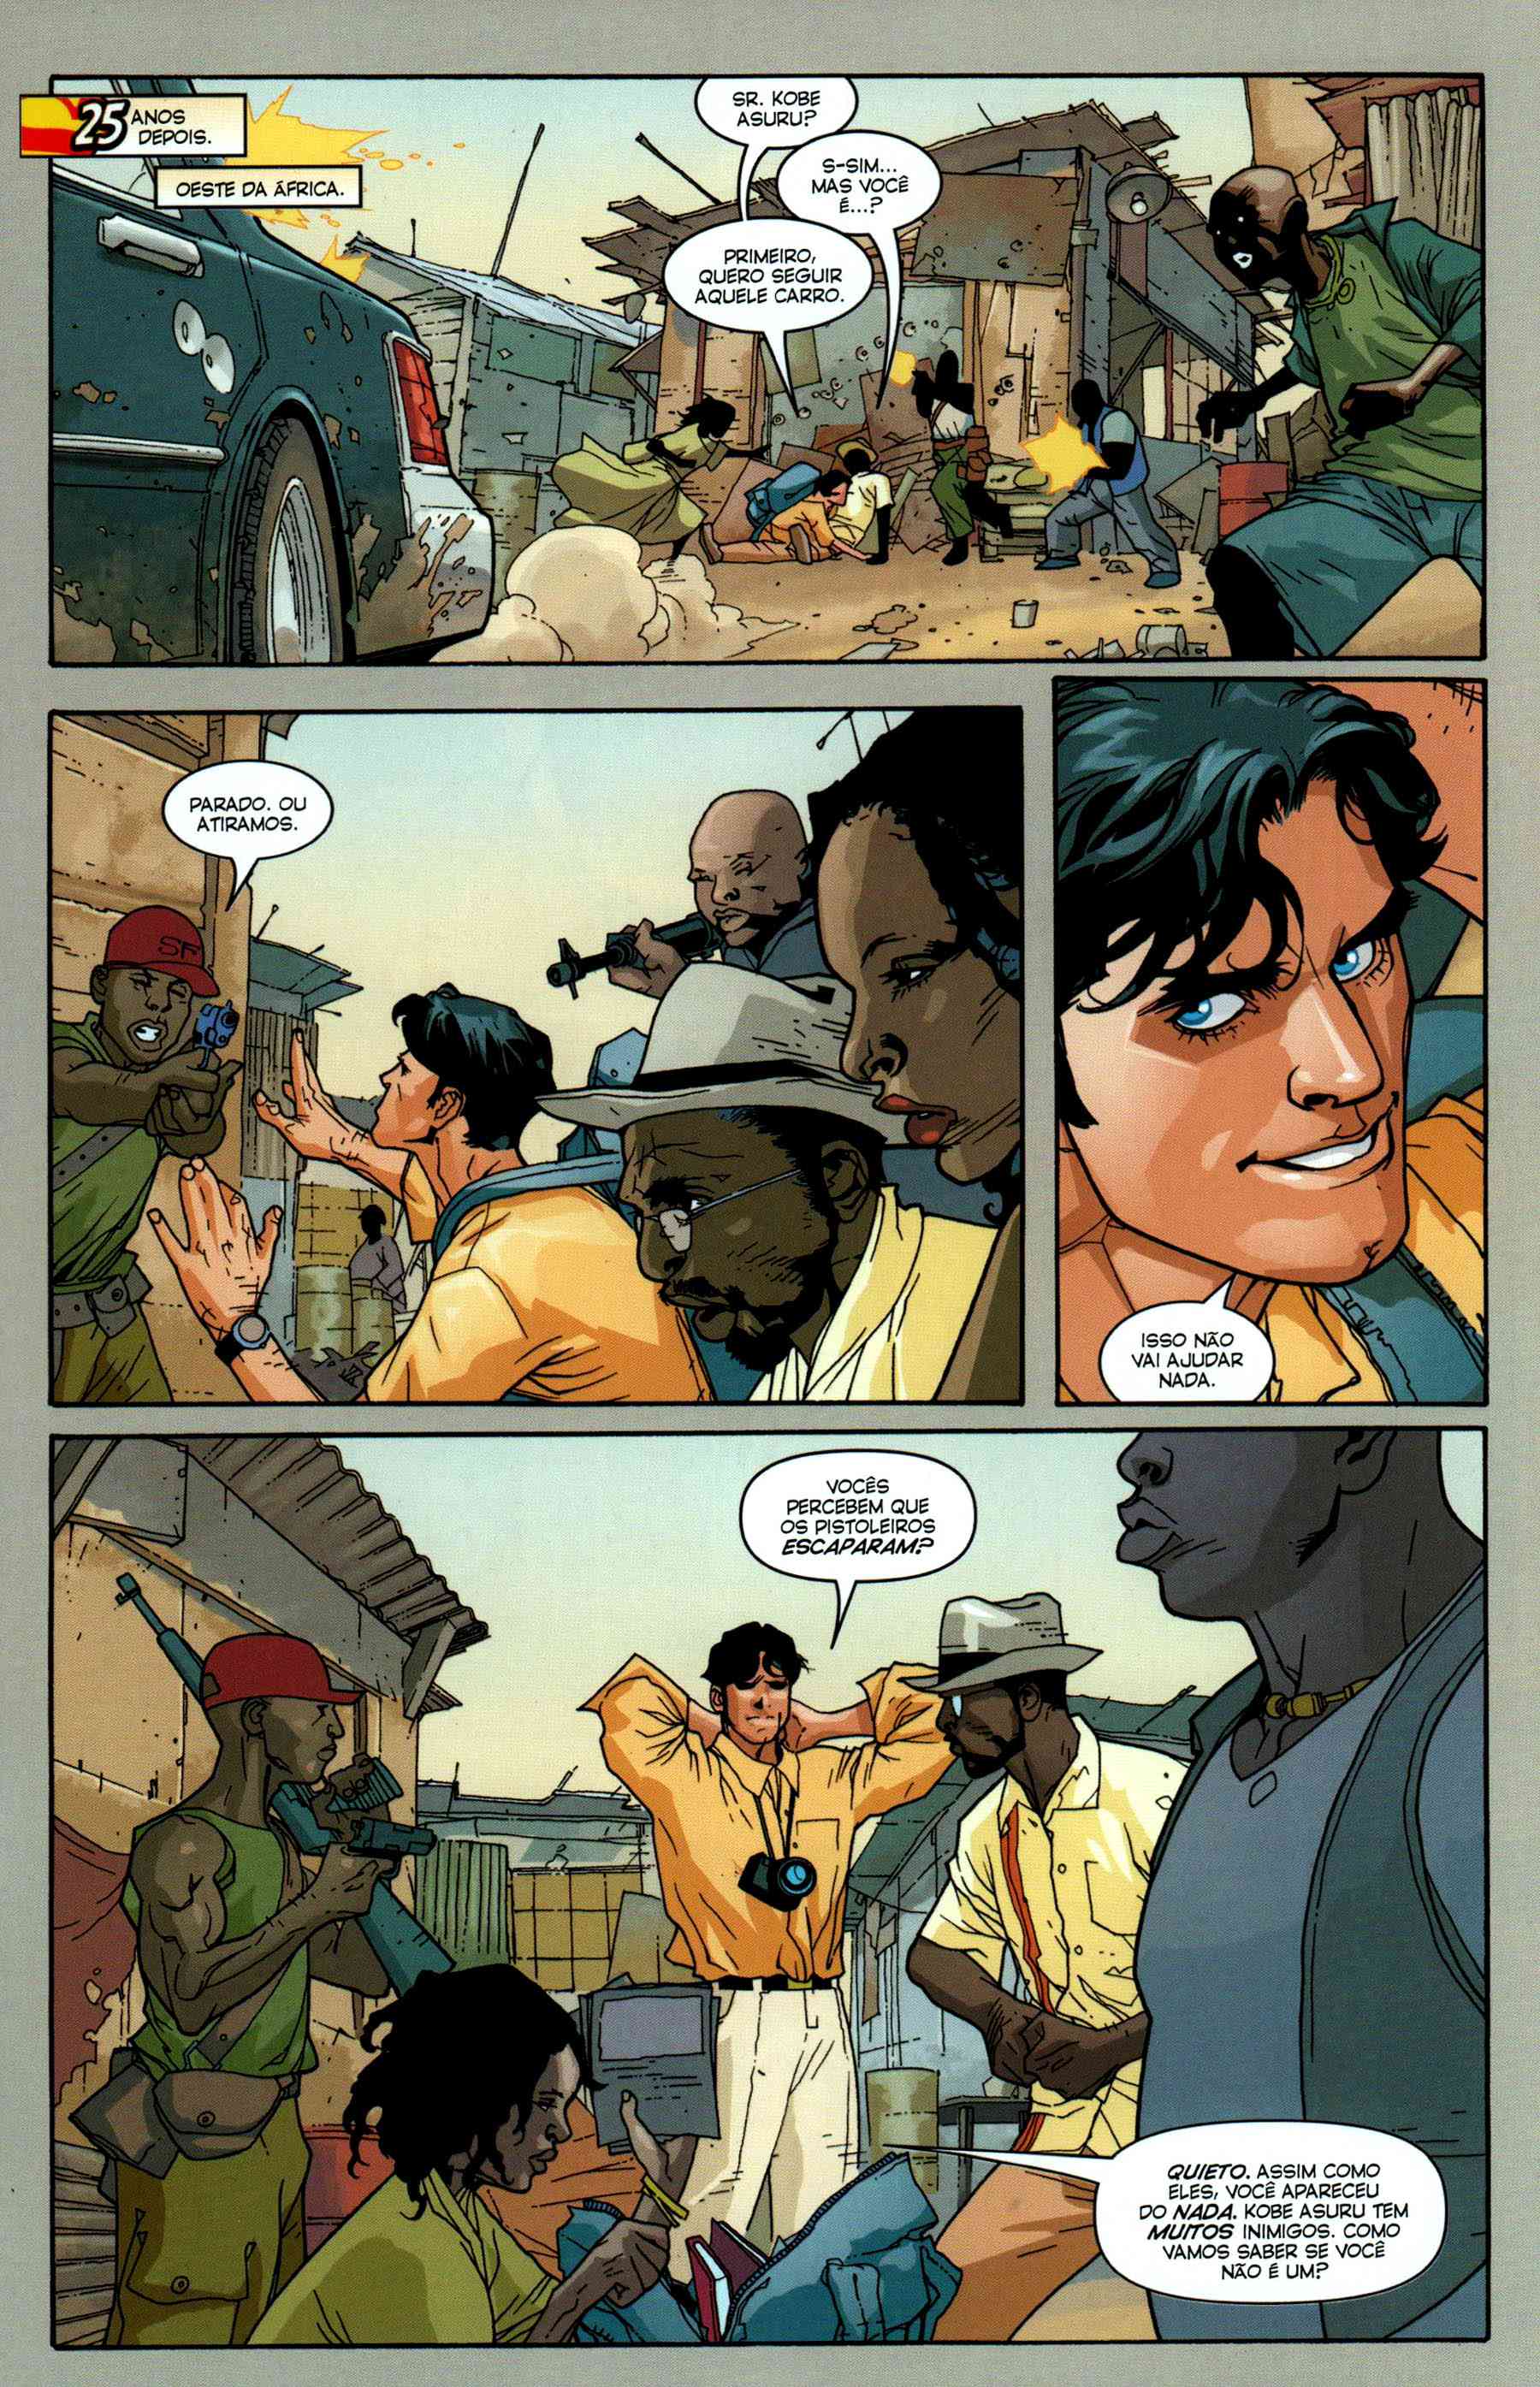 25 ANOS
DEPOIS.
OESTE DA ÁFRICA.
SR. KOBE
ASURU?
S-SIM...
MAS VOCÊ
É...?
PRIMEIRO,
QUERO SEGUIR
AQUELE CARRO.
PARADO. OU
ATIRAMOS.
SF
ISSO NÃO
VAI AJUDAR
NADA.
VOCÊS
PERCEBEM QUE
OS PISTOLEIROS
ESCAPARAM?
QUIETO. ASSIM COMO
ELES, VOCÊ APARECEU
DO NADA. KOBE ASURU TEM
MUITOS INIMIGOS. COMO
VAMOS SABER SE VOCÊ
NÃO É UM?